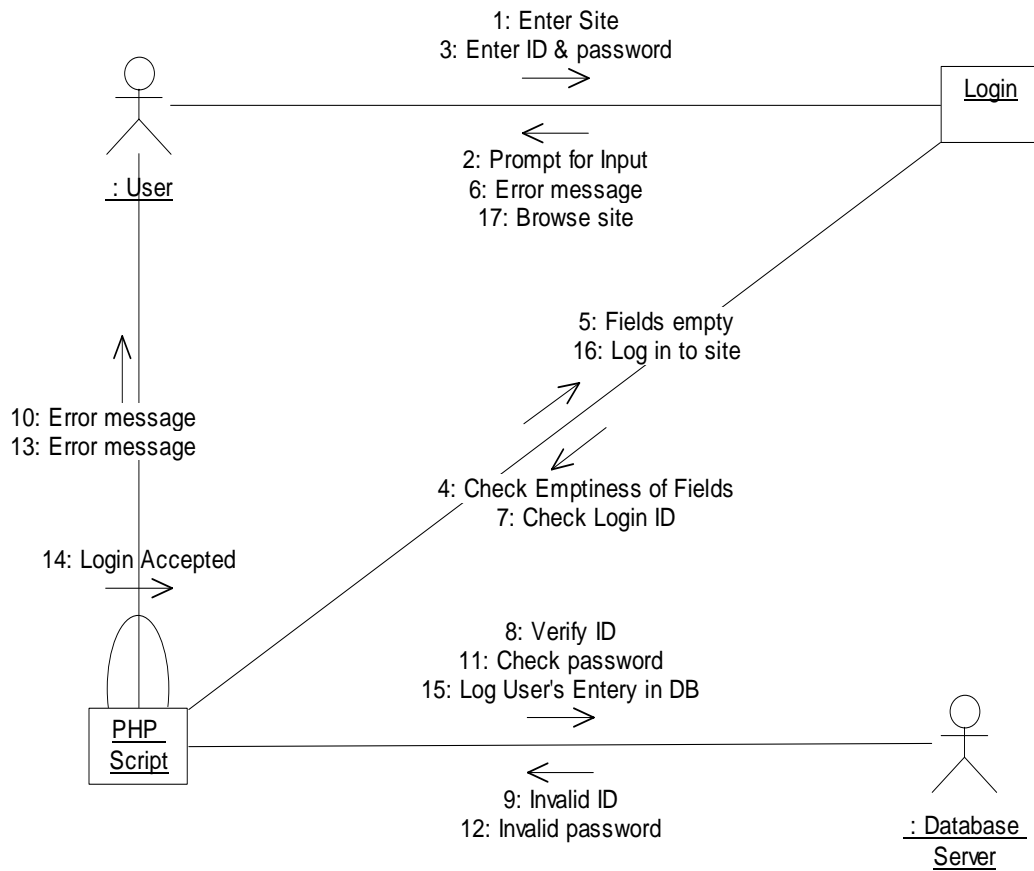 1: Enter Site
3: Enter ID & password
Login
: User
2: Prompt for Input
6: Error message
17: Browse site
5: Fields empty
16: Log in to site
10: Error message
13: Error message
4: Check Emptiness of Fields
7: Check Login ID
14: Login Accepted
8: Verify ID
11: Check password
15: Log User's Entery in DB
PHP
Script
9: Invalid ID
12: Invalid password
: Database
Server